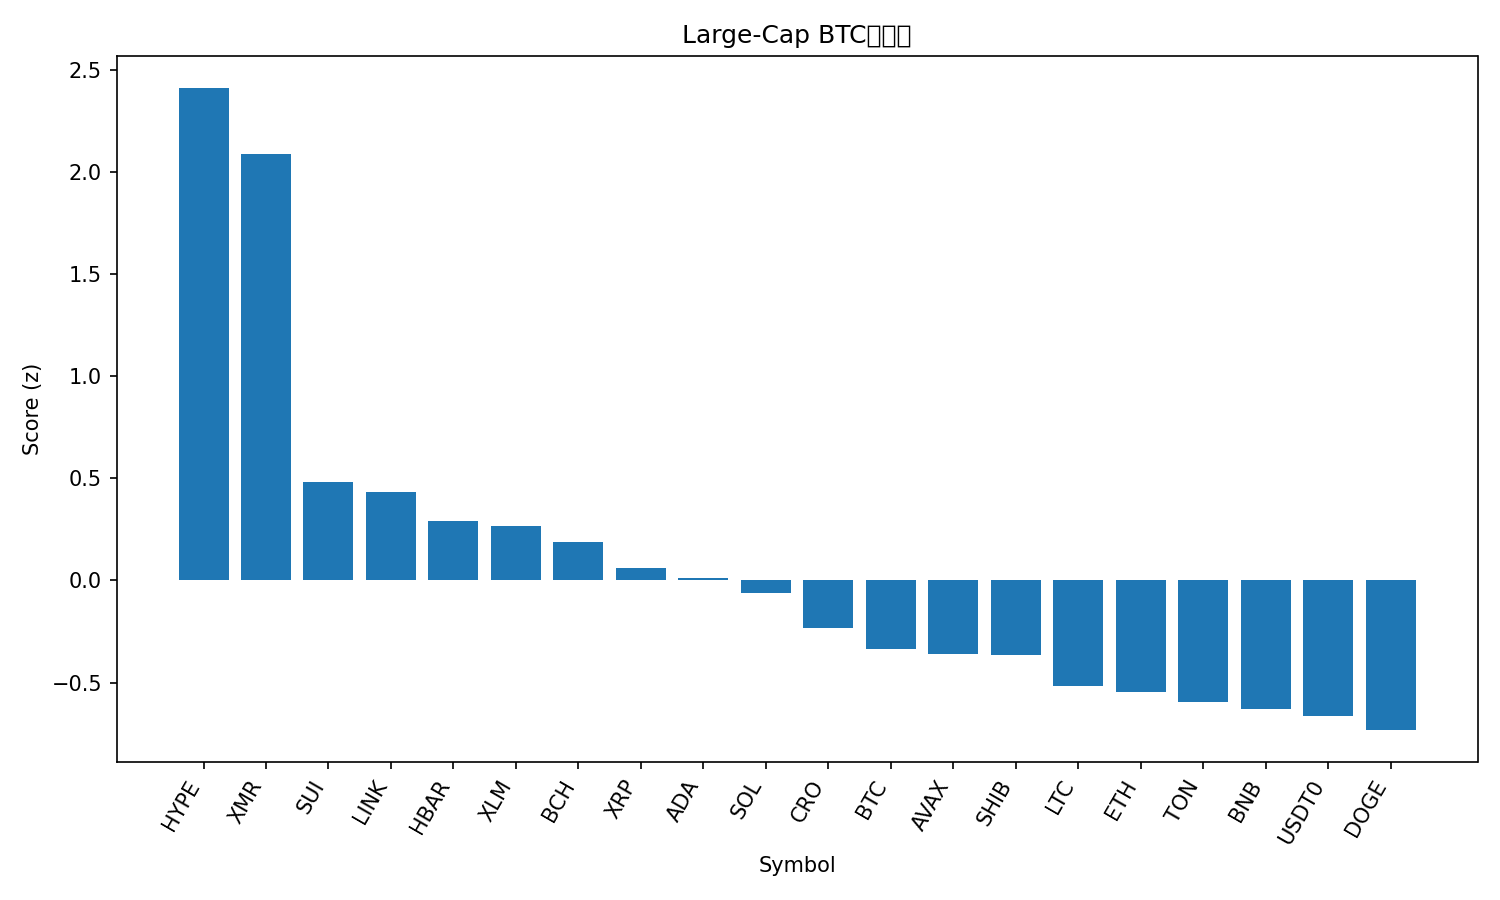 Large-Cap BTC
2.5
2.0
1.5
1.0
0.5
0.0
−0.5
Score (z)
HYPE
XMR
SUI
LINK
HBAR
XLM
BCH
XRP
ADA
SOL
CRO
BTC
AVAX
SHIB
LTC
ETH
TON
BNB
USDT0
DOGE
Symbol